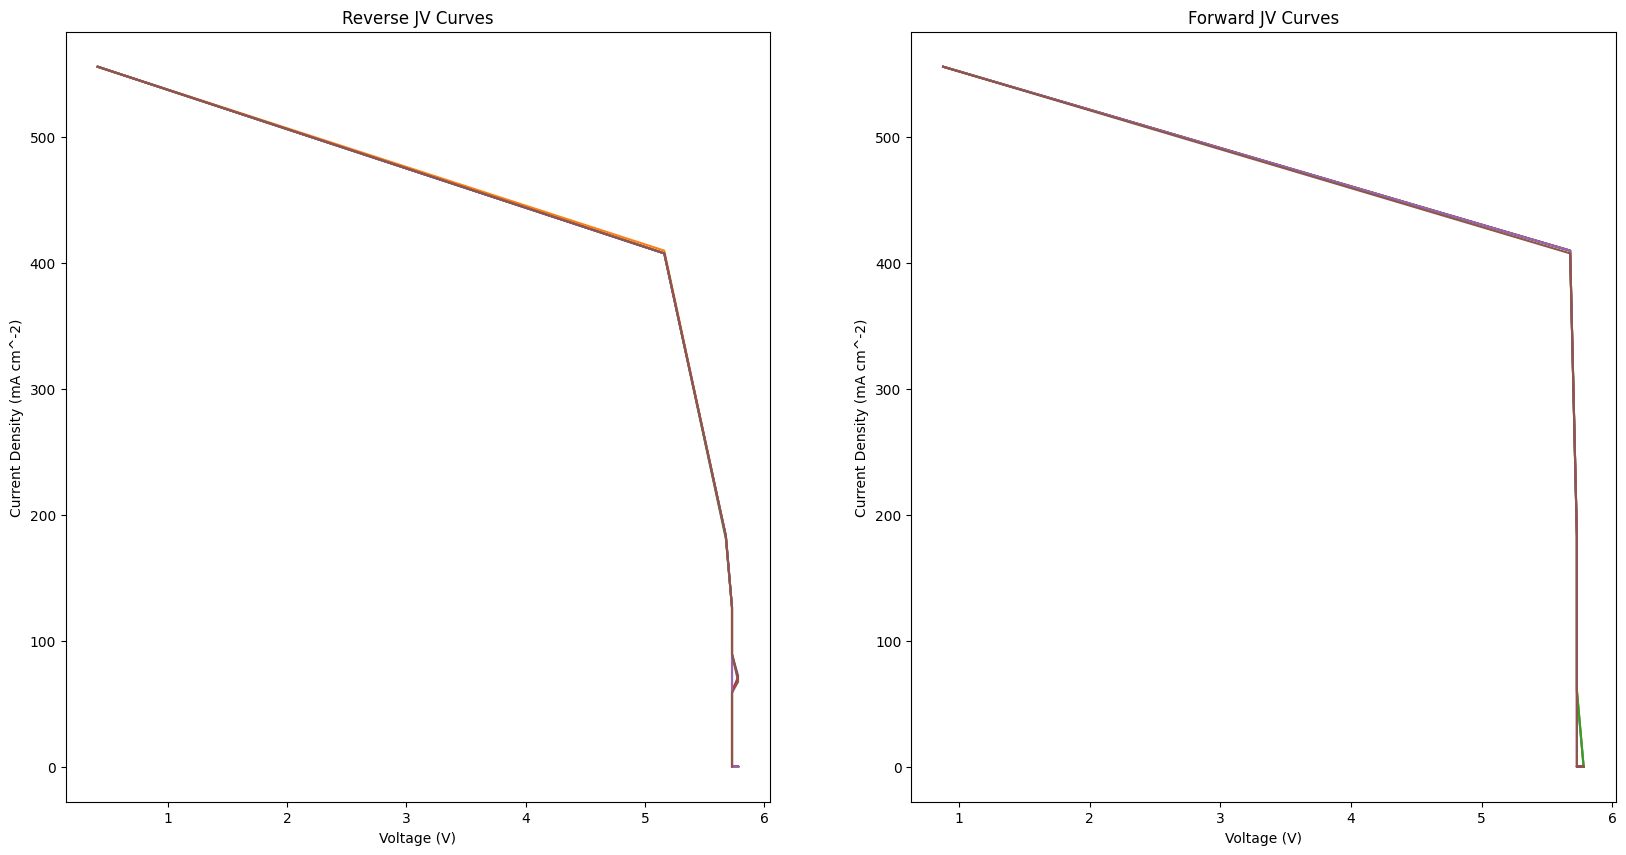 Reverse JV Curves
Current Density (mA cm^-2)
500
400
300
200
100
0
1 2 3 4 5 6
Voltage (V)
Forward JV Curves
Current Density (mA cm^-2)
500
400
300
200
100
0
1 2 3 4 5 6
Voltage (V)